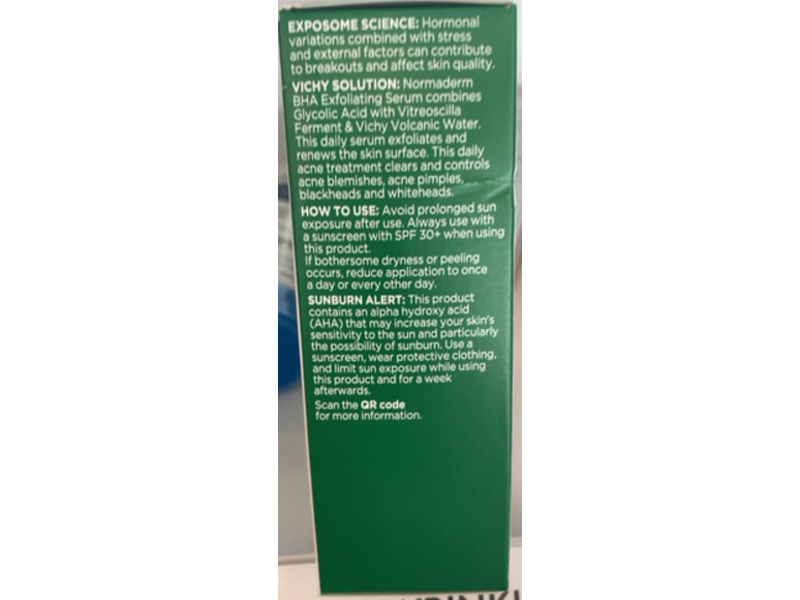 EXPOSOME SCIENCE: Hormonal
variations combined with stress
and external factors can contribute
to breakouts and affect skin quality.
VICHY SOLUTION: Normaderm
BHA Exfoliating Serum combines
Glycolic Acid with Vitreoscilla
Ferment & Vichy Volcanic Water.
This daily serum exfoliates and
renews the skin surface. This daily
acne treatment clears and controls
acne blemishes, acne pimples,
blackheads and whiteheads.
HOW TO USE: Avoid prolonged sun
exposure after use. Always use with
a sunscreen with SPF 30+ when using
this product.
If bothersome dryness or peeling
occurs, reduce application to once
a day or every other day.
SUNBURN ALERT: This product
contains an alpha hydroxy acid
(AHA) that may increase your skin's
sensitivity to the sun and particularly
the possibility of sunburn. Use a
sunscreen, wear protective clothing,
and limit sun exposure while using
this product and for a week
afterwards.
Scan the QR code
for more information.